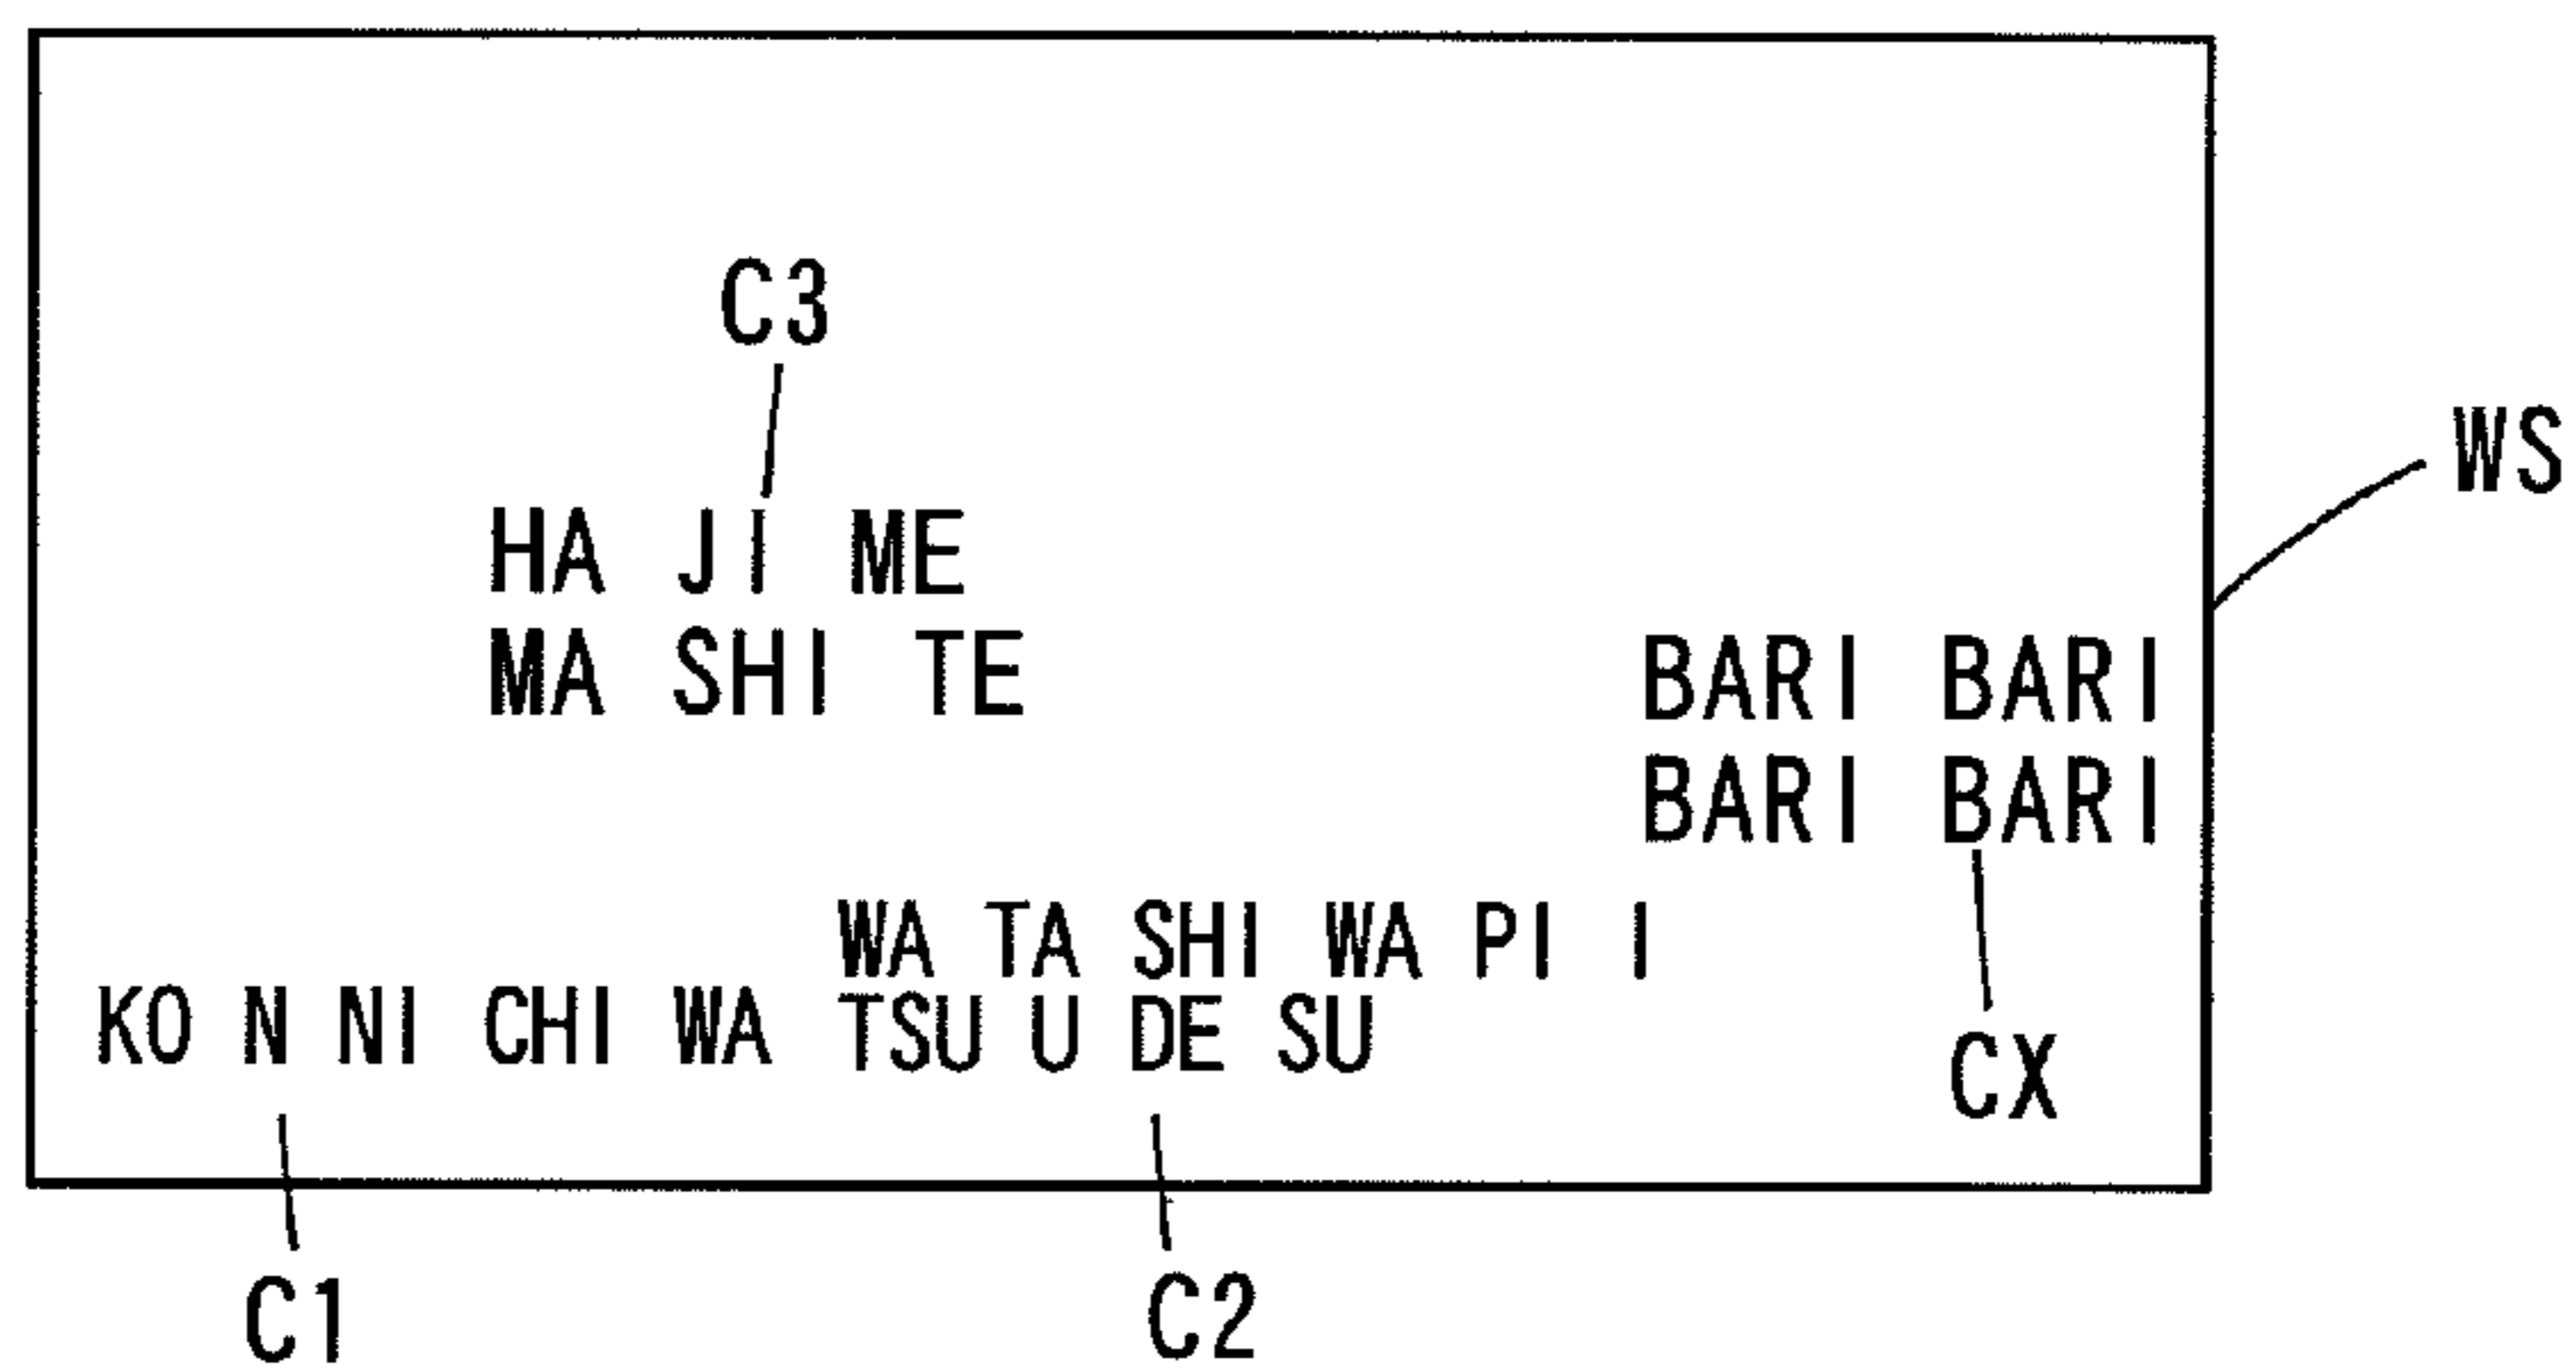 C3
WS
HA JI ME
MA SHI TE
BARI BARI
BARI BARI
WA TA SHI WA PI I
KO N NI CHI WA TSU U DE SU
CX
C1
C2